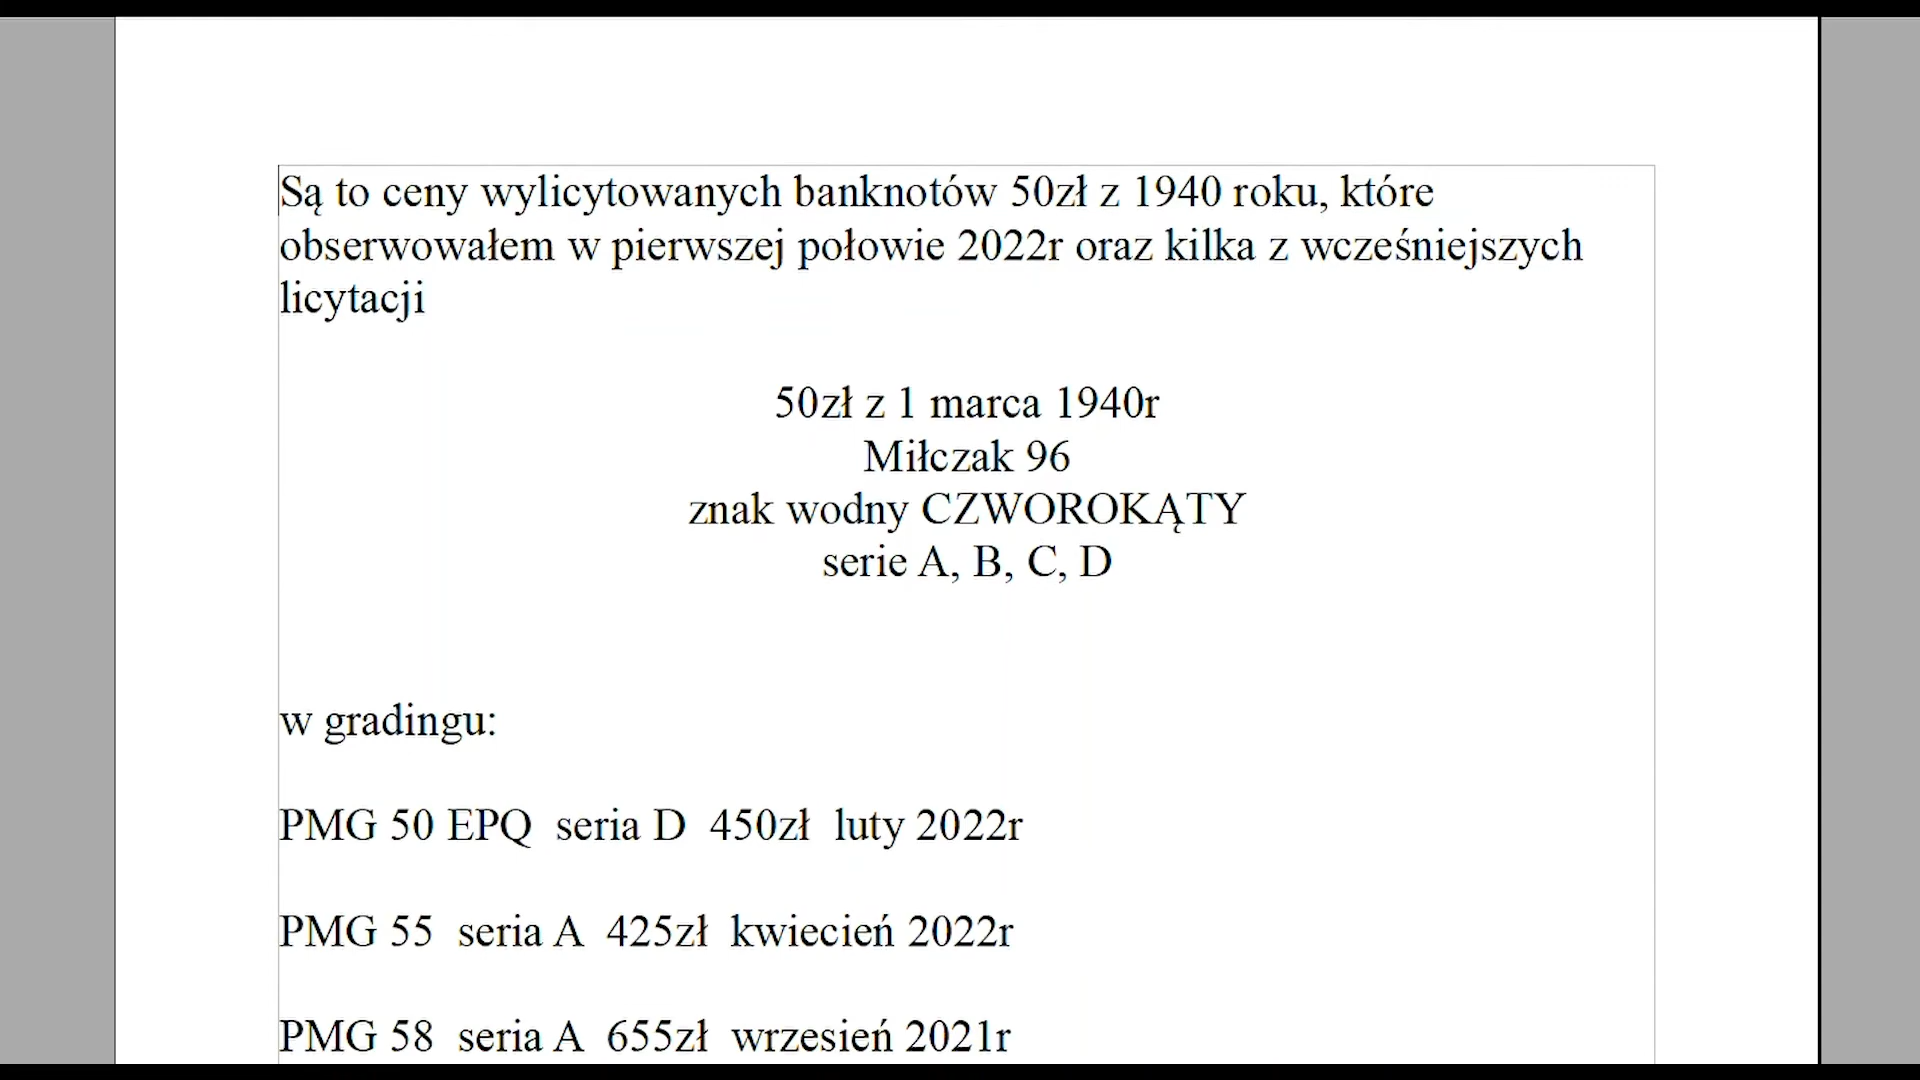 Są to ceny wylicytowanych banknotów 50zł z 1940 roku, które
obserwowałem w pierwszej połowie 2022r oraz kilka z wcześniejszych
licytacji
50zł z 1 marca 1940r
Miłczak 96
znak wodny CZWOROKĄTY
serie A, B, C, D
w gradingu:
PMG 50 EPQ  seria D  450zł  luty 2022r
PMG 55  seria A  425zł  kwiecień 2022r
PMG 58  seria A  655zł  wrzesień 2021r